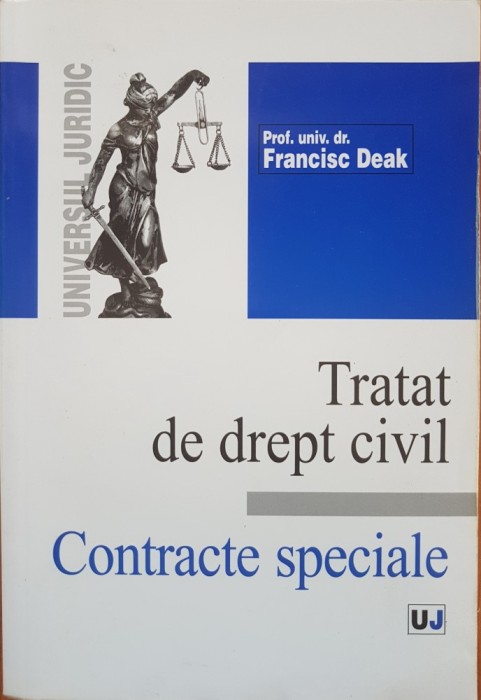 UNIVERSUL JURIDIC
Prof. univ. dr.
Francisc Deak
Tratat
de drept civil
Contracte speciale
UJ